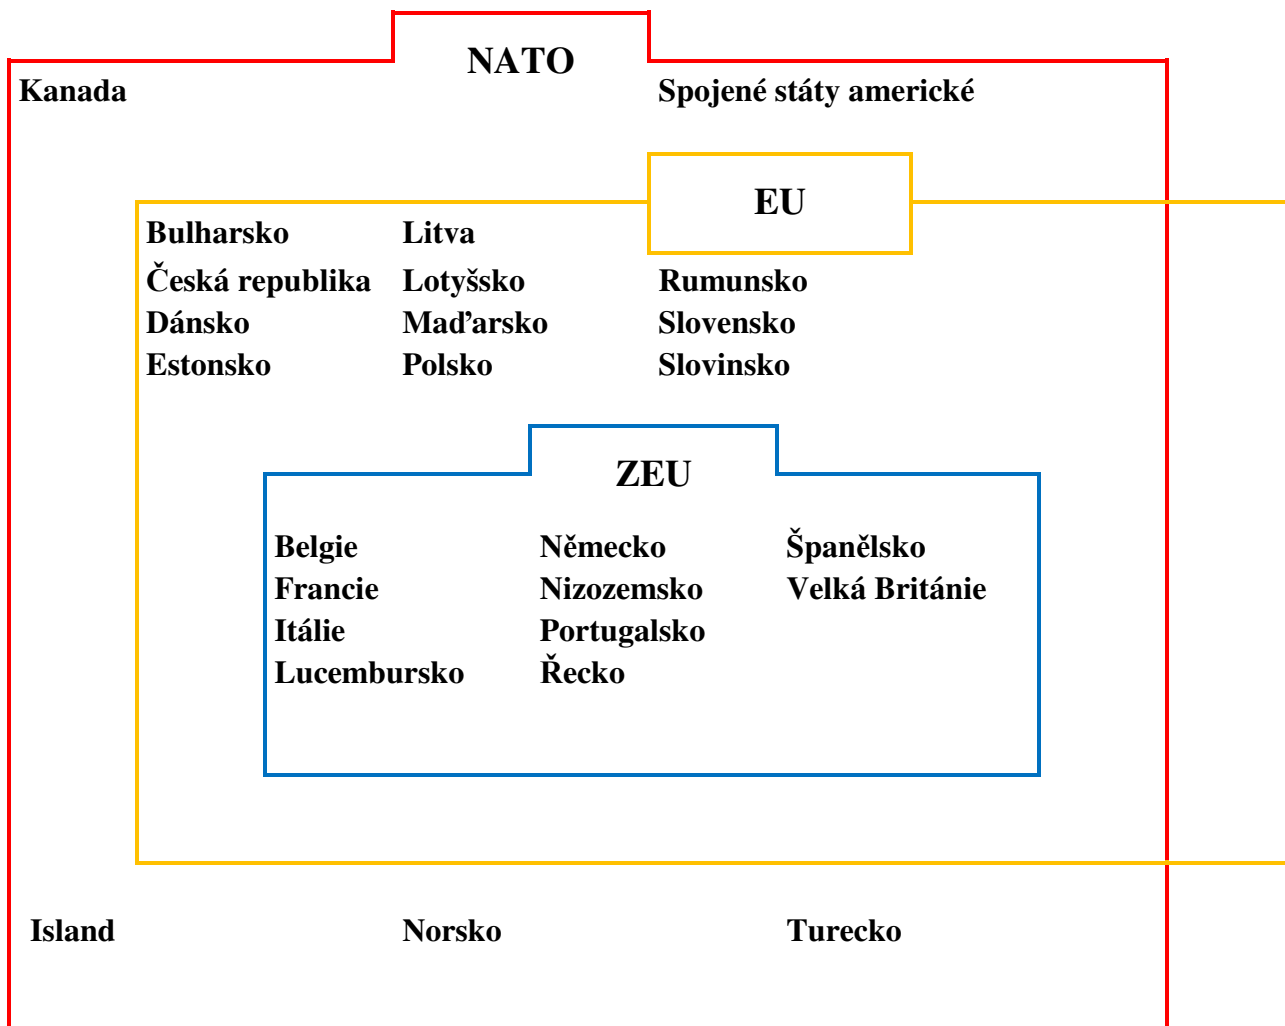 NATO
Kanada Spojené státy americké
EU
Bulharsko Litva
Česká republika Lotyšsko Rumunsko
Dánsko Maďarsko Slovensko
Estonsko Polsko Slovinsko
ZEU
Belgie Německo Španělsko
Francie Nizozemsko Velká Británie
Itálie Portugalsko
Lucembursko Řecko
Island Norsko Turecko